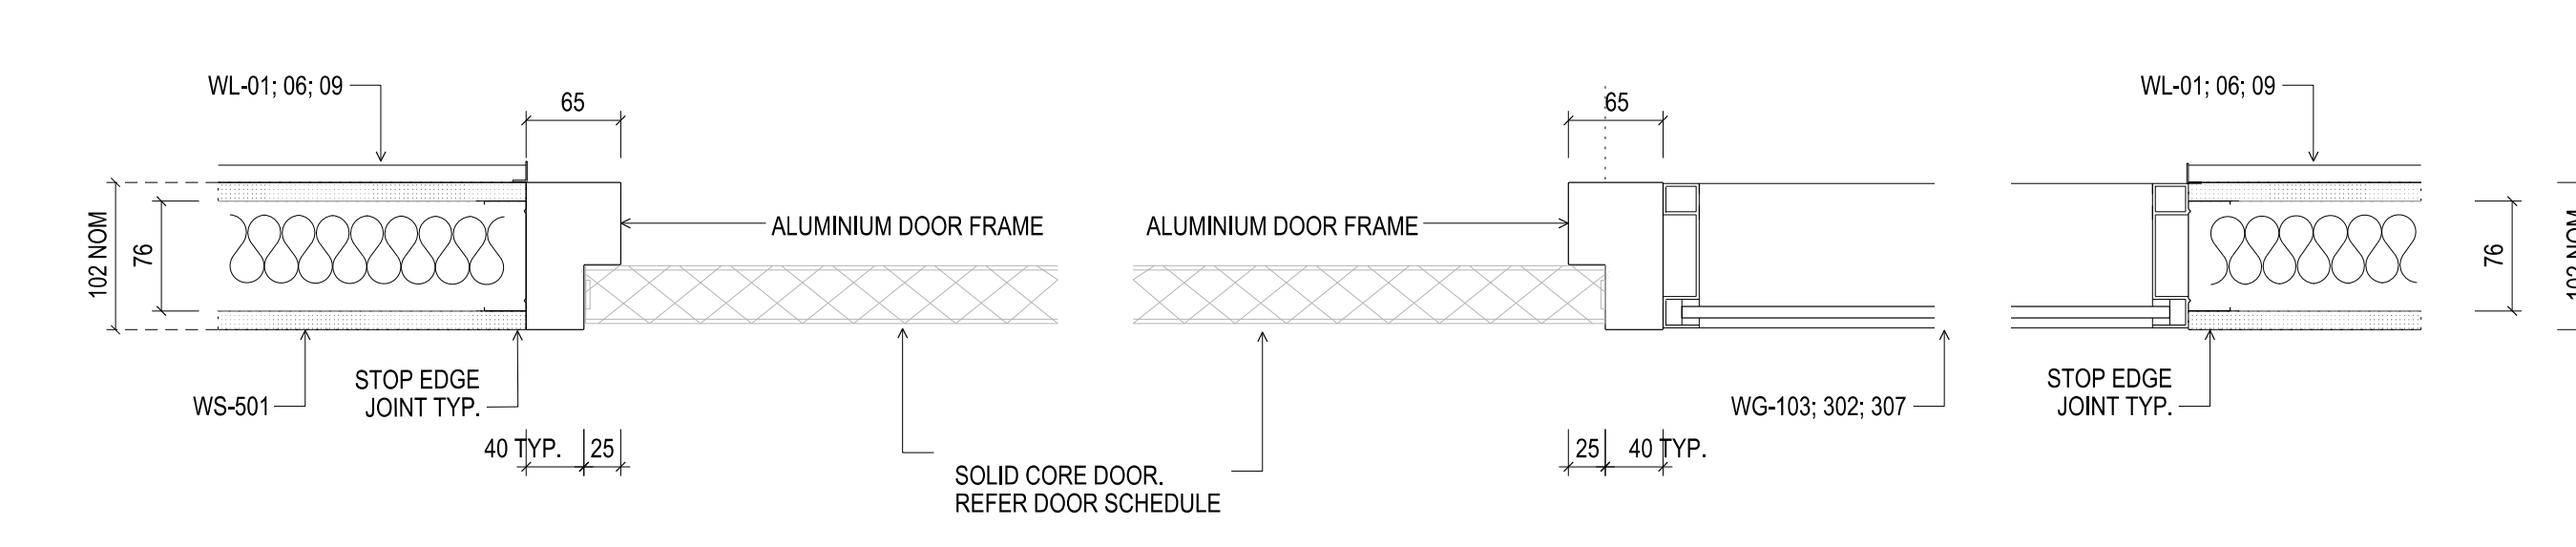 WL-01; 06; 09
WL-01; 06; 09
65
65
102 NOM
76
ALUMINIUM DOOR FRAME
ALUMINIUM DOOR FRAME
76
102 NOM
STOP EDGE
JOINT TYP.
WS-501
STOP EDGE
JOINT TYP.
WG-103; 302; 307
40 TYP.
25
25
40 TYP.
SOLID CORE DOOR.
REFER DOOR SCHEDULE